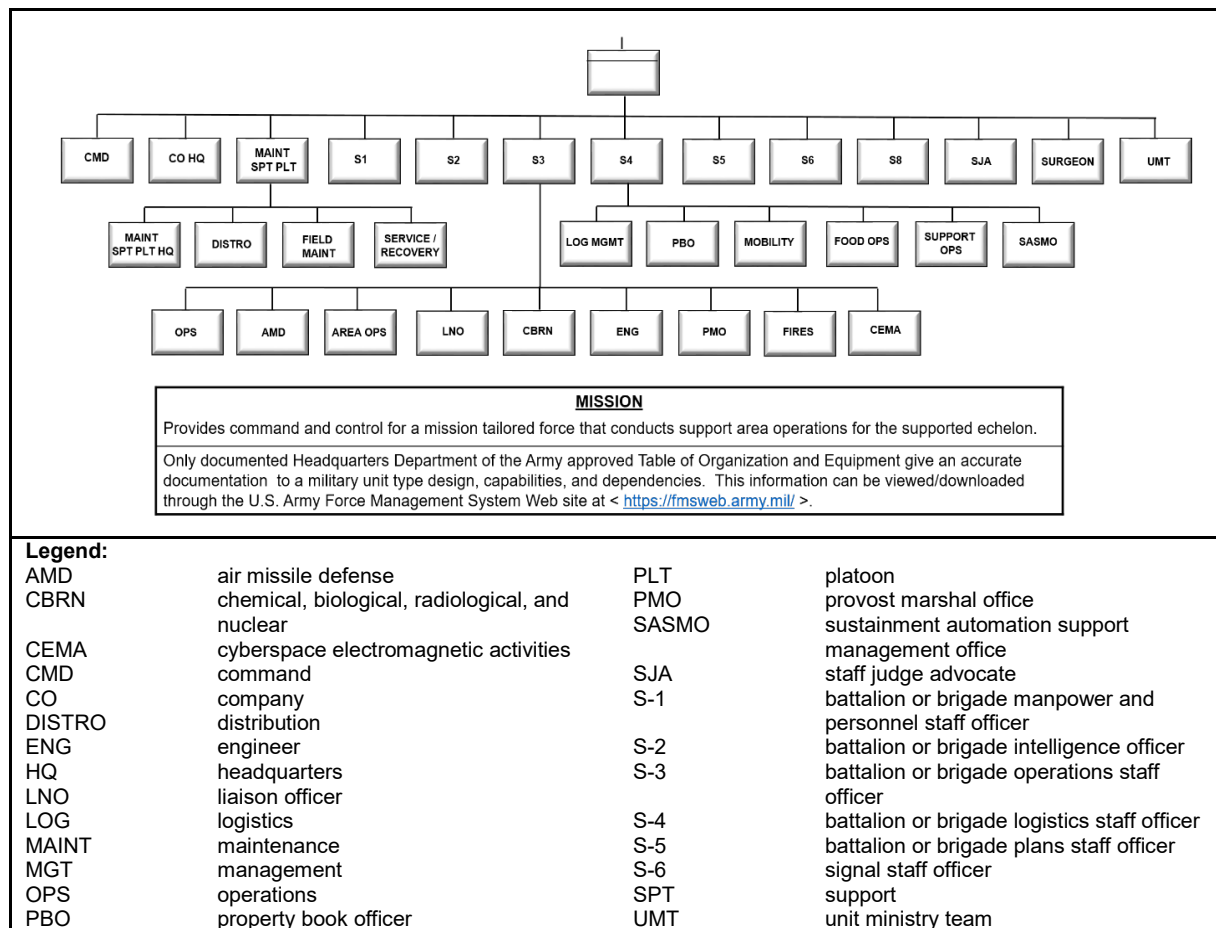 CMD
CO HQ
MAINT
SPT PLT
S1
S2
S3
S4
S5
S6
S8
SJA
SURGEON
UMT
MAINT
SPT PLT HQ
DISTRO
FIELD
MAINT
SERVICE /
RECOVERY
LOG MGMT
PBO
MOBILITY
FOOD OPS
SUPPORT
OPS
SASMO
OPS
AMD
AREA OPS
LNO
CBRN
ENG
PMO
FIRES
CEMA
MISSION
Provides command and control for a mission tailored force that conducts support area operations for the supported echelon.
Only documented Headquarters Department of the Army approved Table of Organization and Equipment give an accurate
documentation to a military unit type design, capabilities, and dependencies. This information can be viewed/downloaded
through the U.S. Army Force Management System Web site at < https://fmsweb.army.mil/ >.
Legend:
AMD air missile defense
CBRN chemical, biological, radiological, and
nuclear
CEMA cyberspace electromagnetic activities
CMD command
CO company
DISTRO distribution
ENG engineer
HQ headquarters
LNO liaison officer
LOG logistics
MAINT maintenance
MGT management
OPS operations
PBO property book officer
PLT platoon
PMO provost marshal office
SASMO sustainment automation support
management office
SJA staff judge advocate
S-1 battalion or brigade manpower and
personnel staff officer
S-2 battalion or brigade intelligence officer
S-3 battalion or brigade operations staff
officer
S-4 battalion or brigade logistics staff officer
S-5 battalion or brigade plans staff officer
S-6 signal staff officer
SPT support
UMT unit ministry team